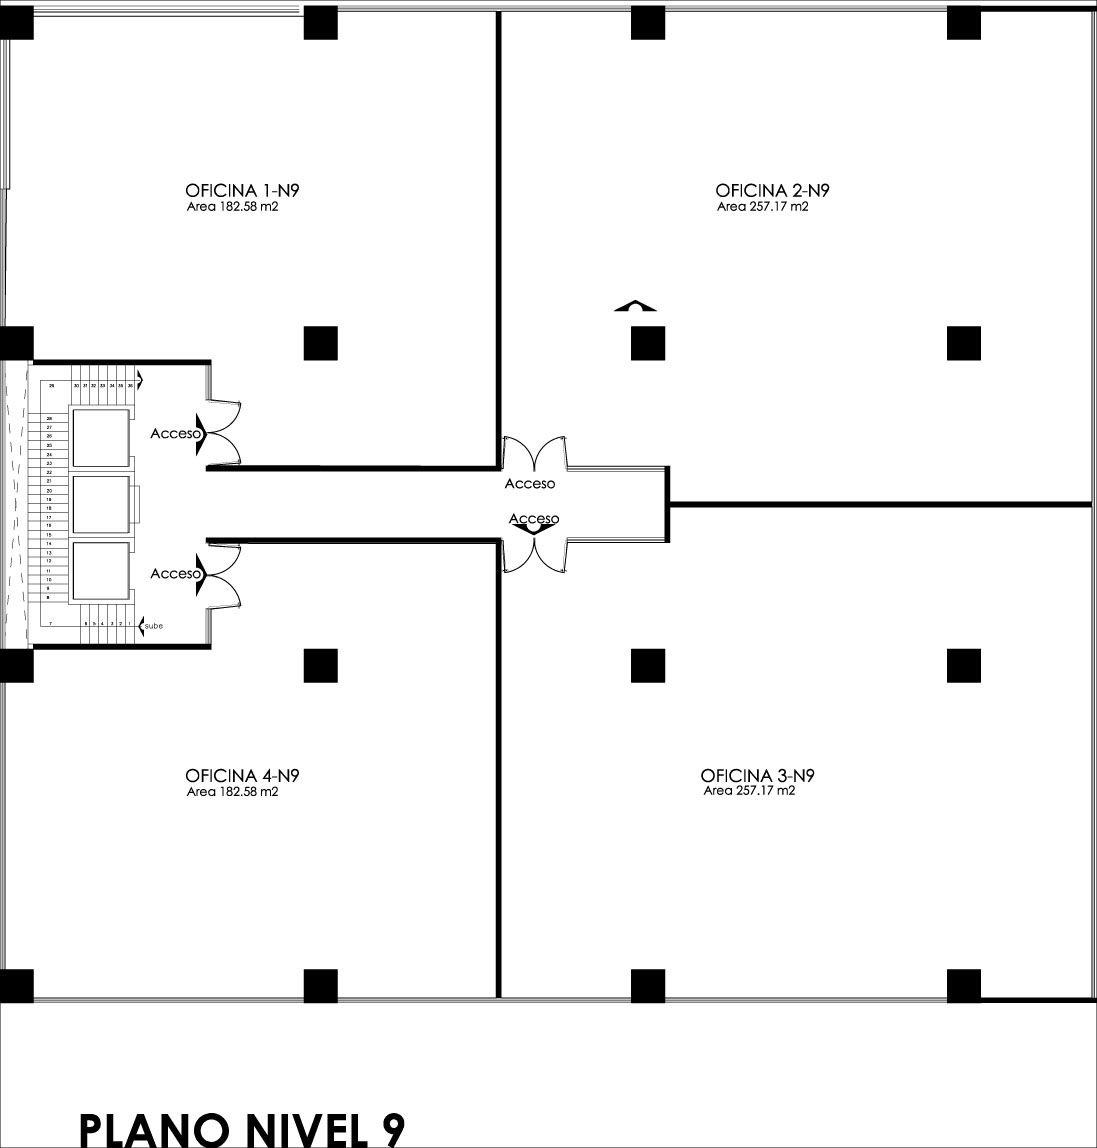 OFICINA 1-N9
Area 182.58 m2
OFICINA 2-N9
Area 257.17 m2
29 30 31 32 33 34 35 36
28
27
26
25
24
23
22
21
20
19
18
17
16
15
14
13
12
11
10
9
8
7 6 5 4 3 2 1
sube
Acceso
Acceso
Acceso
Acceso
OFICINA 4-N9
Area 182.58 m2
OFICINA 3-N9
Area 257.17 m2
PLANO NIVEL 9